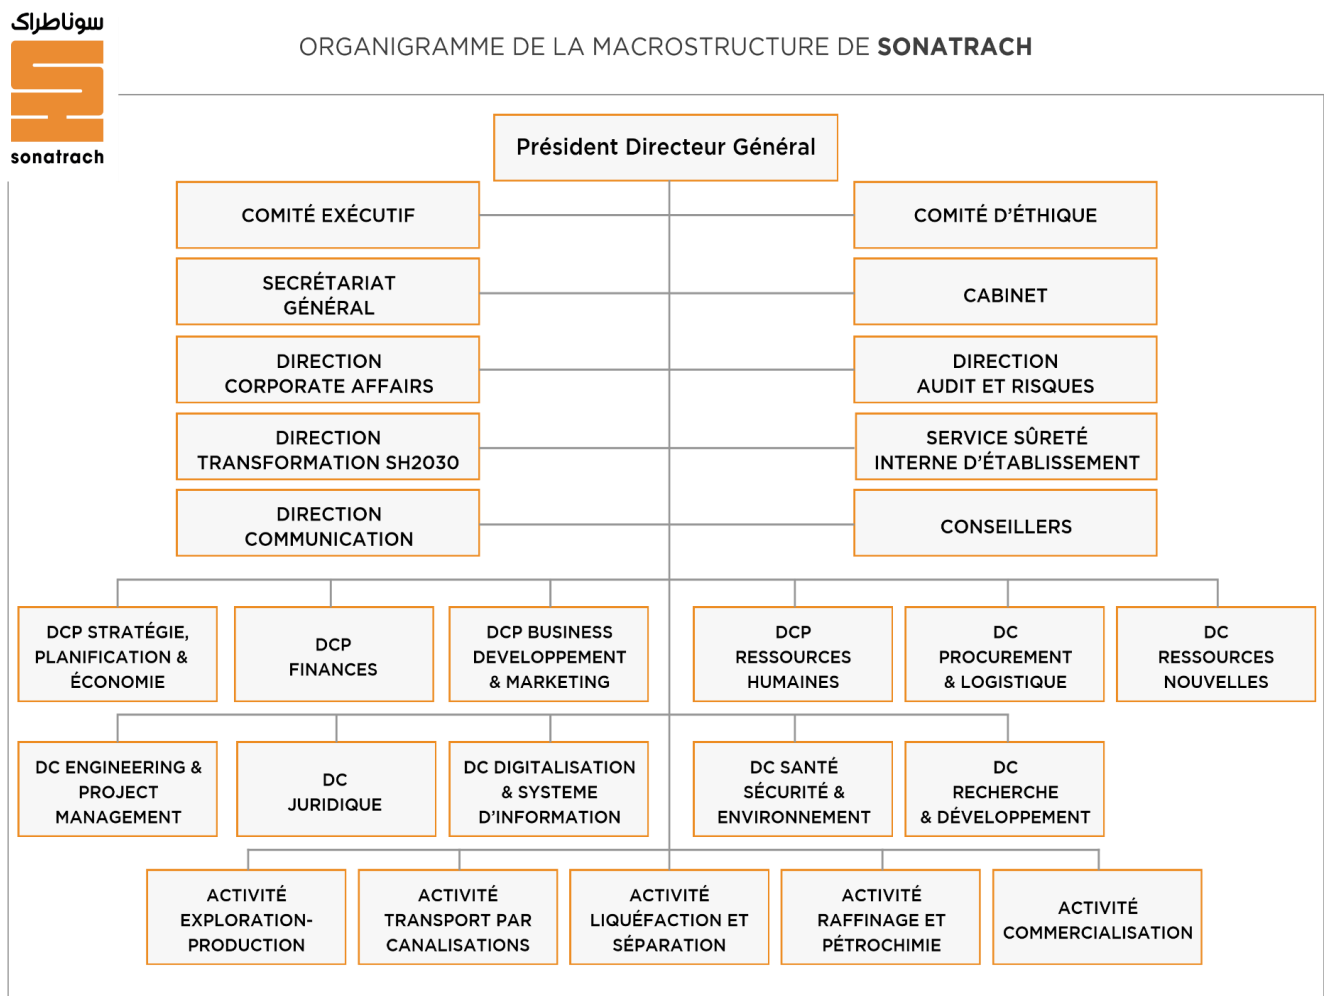 سوناطراك
sonatrach
ORGANIGRAMME DE LA MACROSTRUCTURE DE SONATRACH
Président Directeur Général
COMITÉ EXÉCUTIF
COMITÉ D'ÉTHIQUE
SECRÉTARIAT
GÉNÉRAL
CABINET
DIRECTION
CORPORATE AFFAIRS
DIRECTION
AUDIT ET RISQUES
DIRECTION
TRANSFORMATION SH2030
SERVICE SÛRETÉ
INTERNE D'ÉTABLISSEMENT
DIRECTION
COMMUNICATION
CONSEILLERS
DCP STRATÉGIE,
PLANIFICATION &
ÉCONOMIE
DCP
FINANCES
DCP BUSINESS
DEVELOPPEMENT
& MARKETING
DCP
RESSOURCES
HUMAINES
DC
PROCUREMENT
& LOGISTIQUE
DC
RESSOURCES
NOUVELLES
DC ENGINEERING &
PROJECT
MANAGEMENT
DC
JURIDIQUE
DC DIGITALISATION
& SYSTEME
D'INFORMATION
DC SANTÉ
SÉCURITÉ &
ENVIRONNEMENT
DC
RECHERCHE
& DÉVELOPPEMENT
ACTIVITÉ
EXPLORATION-
PRODUCTION
ACTIVITÉ
TRANSPORT PAR
CANALISATIONS
ACTIVITÉ
LIQUÉFACTION ET
SÉPARATION
ACTIVITÉ
RAFFINAGE ET
PÉTROCHIMIE
ACTIVITÉ
COMMERCIALISATION